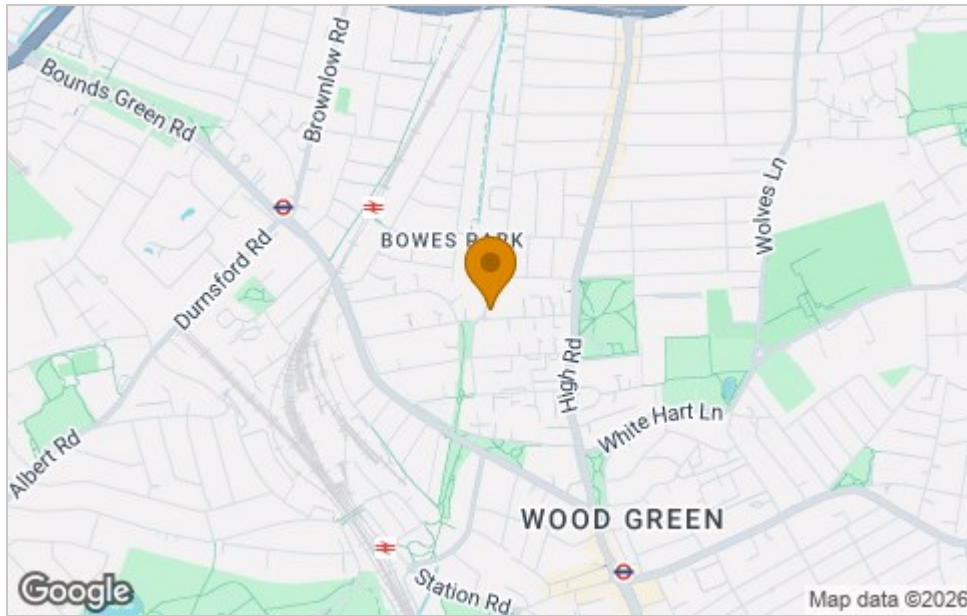 Bounds Green Rd
Brownlow Rd
BOWES PARK
Wolves Ln
Durnsford Rd
High Rd
White Hart Ln
Albert Rd
WOOD GREEN
Station Rd
Google
Map data ©2026